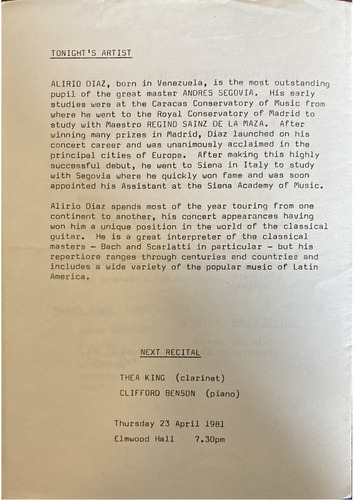 TONIGHT'S ARTIST
ALIRIO DIAZ, born in Venezuela, is the most outstanding
pupil of the great master ANDRES SEGOVIA. His early
studies were at the Caracas Conservatory of Music from
where he went to the Royal Conservatory of Madrid to
study with Maestro REGINO SAINZ DE LA MAZA. After
winning many prizes in Madrid, Diaz launched on his
concert career and was unanimously acclaimed in the
principal cities of Europe. After making this highly
successful debut, he went to Siena in Italy to study
with Segovia where he quickly won fame and was soon
appointed his Assistant at the Siena Academy of Music.
Alirio Diaz spends most of the year touring from one
continent to another, his concert appearances having
won him a unique position in the world of the classical
guitar. He is a great interpreter of the classical
masters - Bach and Scarlatti in particular - but his
repertiore ranges through centuries and countries and
includes a wide variety of the popular music of Latin
America.
NEXT RECITAL
THEA KING (clarinet)
CLIFFORD BENSON (piano)
Thursday 23 April 1981
Elmwood Hall 7.30pm